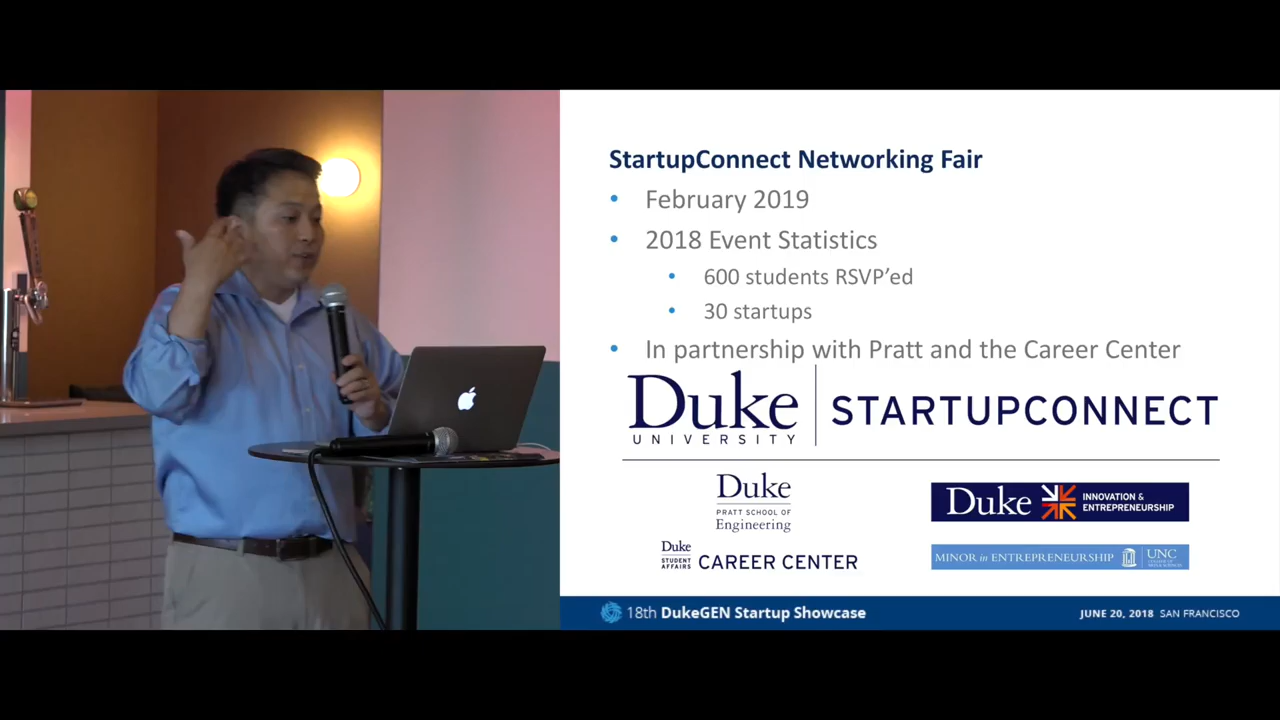 StartupConnect Networking Fair
• February 2019
• 2018 Event Statistics
• 600 students RSVP’ed
• 30 startups
• In partnership with Pratt and the Career Center
Duke
UNIVERSITY
STARTUPCONNECT
Duke
PRATT SCHOOL OF
Engineering
Duke
INNOVATION &
ENTREPRENEURSHIP
Duke
STUDENT
AFFAIRS
CAREER CENTER
MINOR in ENTREPRENEURSHIP
UNC
18th DukeGEN Startup Showcase
JUNE 20, 2018 SAN FRANCISCO